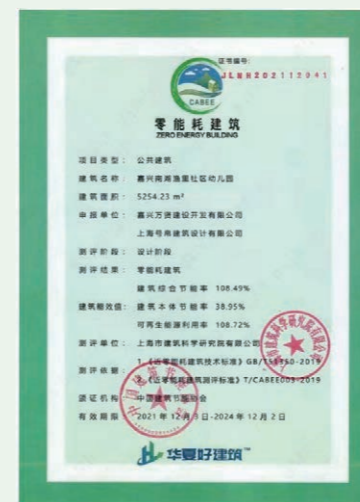 证书编号:
JLNH202112041
CABEE
零能耗建筑
ZERO ENERGY BUILDING
项目类型: 公共建筑
建筑名称: 嘉兴南湖渔里社区幼儿园
建筑面积: 5254.23 m²
申报单位: 嘉兴万资建设开发有限公司
上海弓帛建筑设计有限公司
测评阶段: 设计阶段
测评结果: 零能耗建筑
建筑综合节能率 108.49%
建筑能效值: 建筑本体节能率 38.95%
可再生能源利用率 108.72%
测评单位: 上海市建筑科学研究院有限公司
测评依据: 1.《近零能耗建筑技术标准》GB/T51350-2019
2.《近零能耗建筑测评标准》T/CABEE003-2019
颁证机构: 中国建筑节能协会
有效期限: 2021年12月3日-2024年12月2日
华夏好建筑™